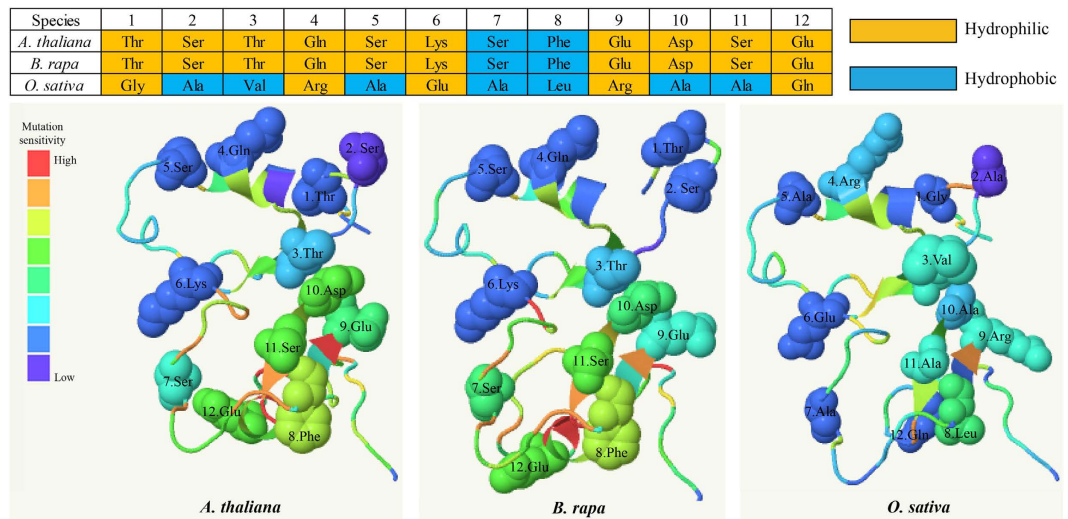 Species 1 2 3 4 5 6 7 8 9 10 11 12
A. thaliana Thr Ser Thr Gln Ser Lys Ser Phe Glu Asp Ser Glu
B. rapa Thr Ser Thr Gln Ser Lys Ser Phe Glu Asp Ser Glu
O. sativa Gly Ala Val Arg Ala Glu Ala Leu Arg Ala Ala Gln
Hydrophilic
Hydrophobic
Mutation
sensitivity
High
Low
5.Ser
4.Gln
2. Ser
1.Thr
3.Thr
6.Lys
10.Asp
9.Glu
11.Ser
7.Ser
12.Glu
8.Phe
A. thaliana
5.Ser
4.Gln
1.Thr
2. Ser
3.Thr
6.Lys
10.Asp
9.Glu
11.Ser
7.Ser
8.Phe
12.Glu
B. rapa
4.Arg
2.Ala
5.Ala
1.Gly
3.Val
6.Glu
10.Ala
9.Arg
11.Ala
7.Ala
12.Gln
8.Leu
O. sativa